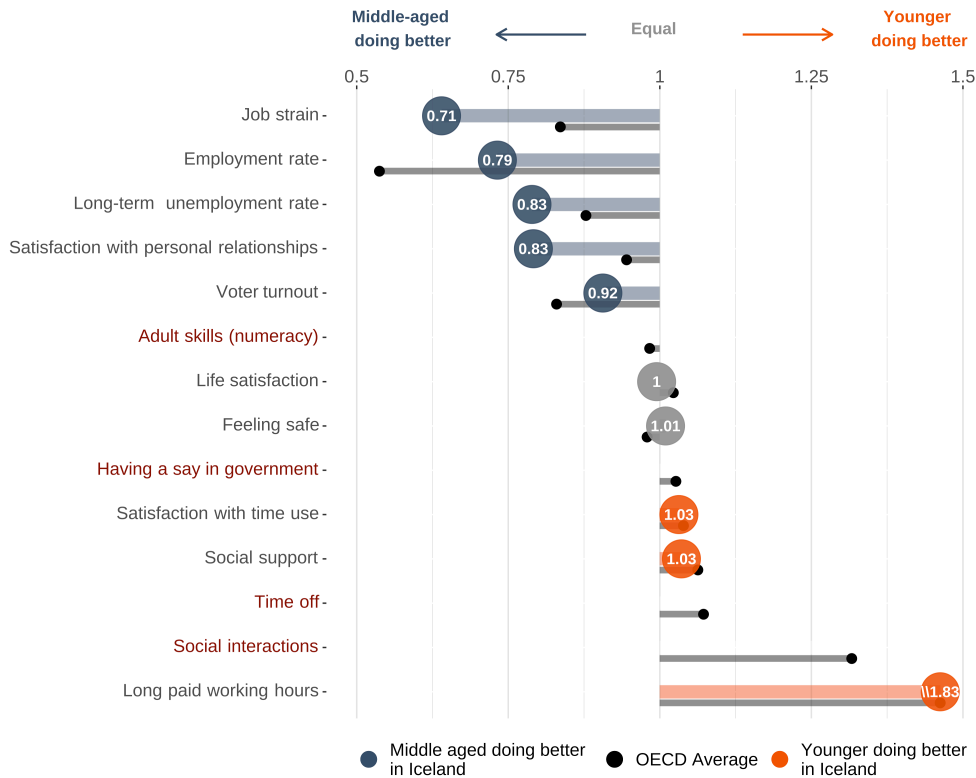 Middle-aged
doing better
Equal
Younger
doing better
0.5 0.75 1 1.25 1.5
Job strain 0.71
Employment rate 0.79
Long-term unemployment rate 0.83
Satisfaction with personal relationships 0.83
Voter turnout 0.92
Adult skills (numeracy)
Life satisfaction 1
Feeling safe 1.01
Having a say in government
Satisfaction with time use 1.03
Social support 1.03
Time off
Social interactions
Long paid working hours \\1.83
Middle aged doing better
in Iceland
OECD Average
Younger doing better
in Iceland